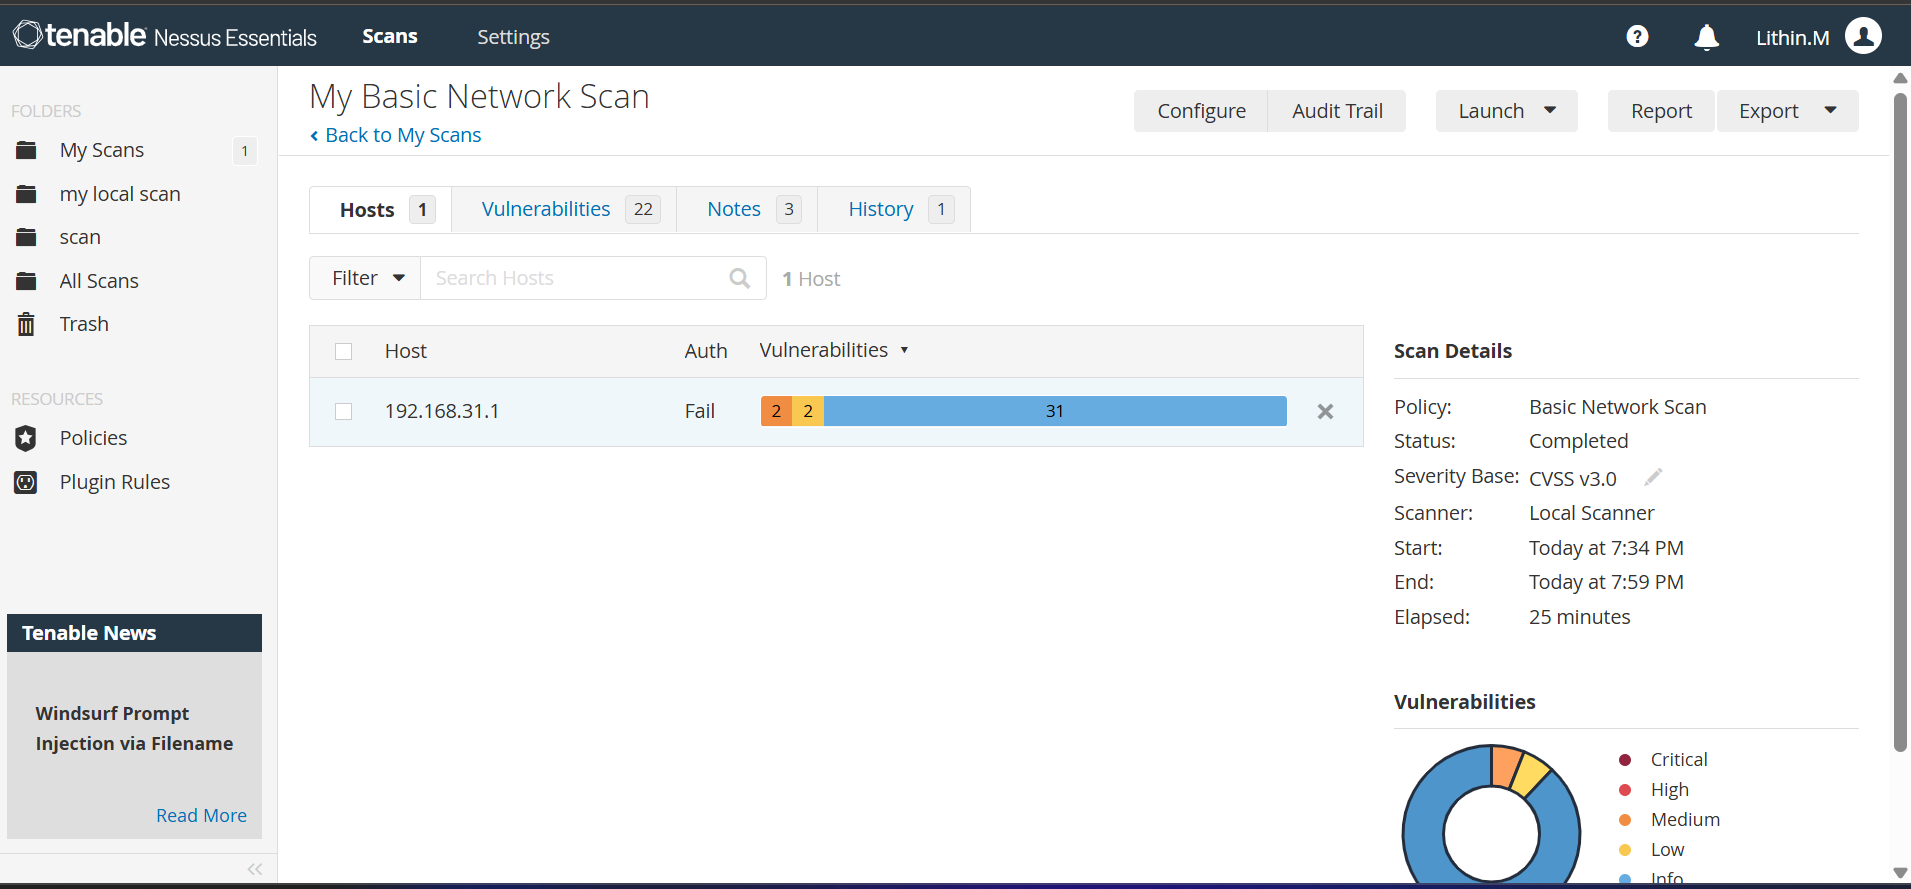 tenable Nessus Essentials Scans Settings ? Lithin.M
FOLDERS
My Scans 1
my local scan
scan
All Scans
Trash
RESOURCES
Policies
Plugin Rules
Tenable News
Windsurf Prompt
Injection via Filename
Read More
My Basic Network Scan
Back to My Scans
Configure Audit Trail Launch Report Export
Hosts 1 Vulnerabilities 22 Notes 3 History 1
Filter Search Hosts 1 Host
Host Auth Vulnerabilities
192.168.31.1 Fail 2 2 31
Scan Details
Policy: Basic Network Scan
Status: Completed
Severity Base: CVSS v3.0
Scanner: Local Scanner
Start: Today at 7:34 PM
End: Today at 7:59 PM
Elapsed: 25 minutes
Vulnerabilities
Critical
High
Medium
Low
Info